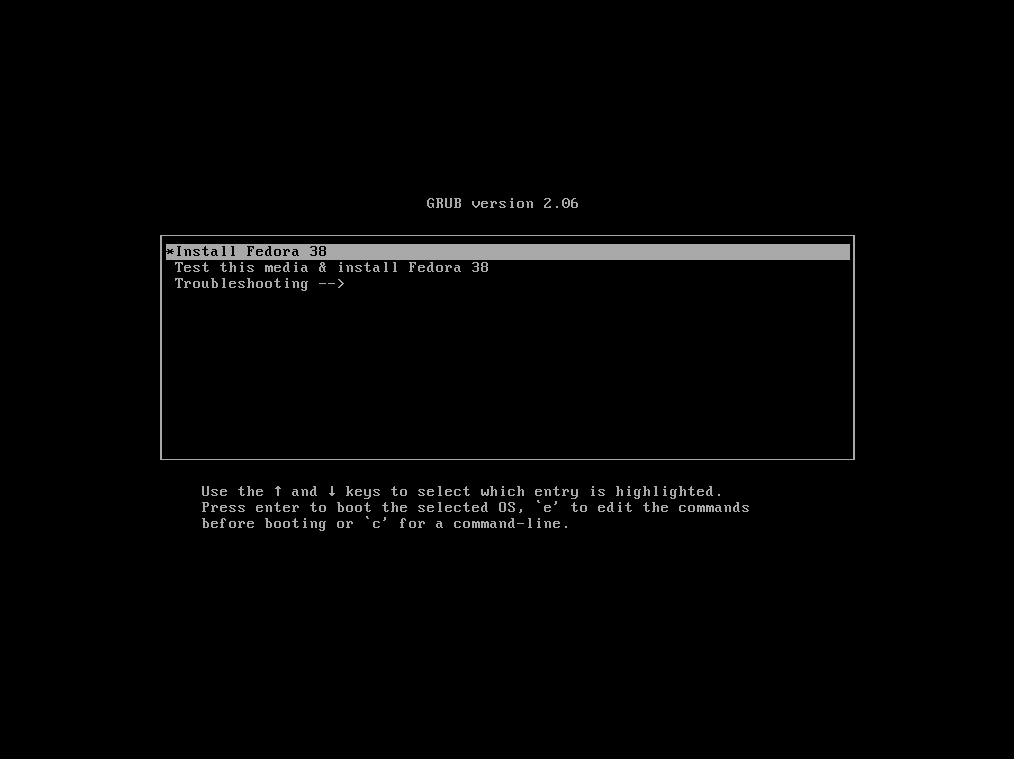 GRUB version 2.06
*Install Fedora 38
Test this media & install Fedora 38
Troubleshooting -->
Use the ↑ and ↓ keys to select which entry is highlighted.
Press enter to boot the selected OS, `e' to edit the commands
before booting or `c' for a command-line.